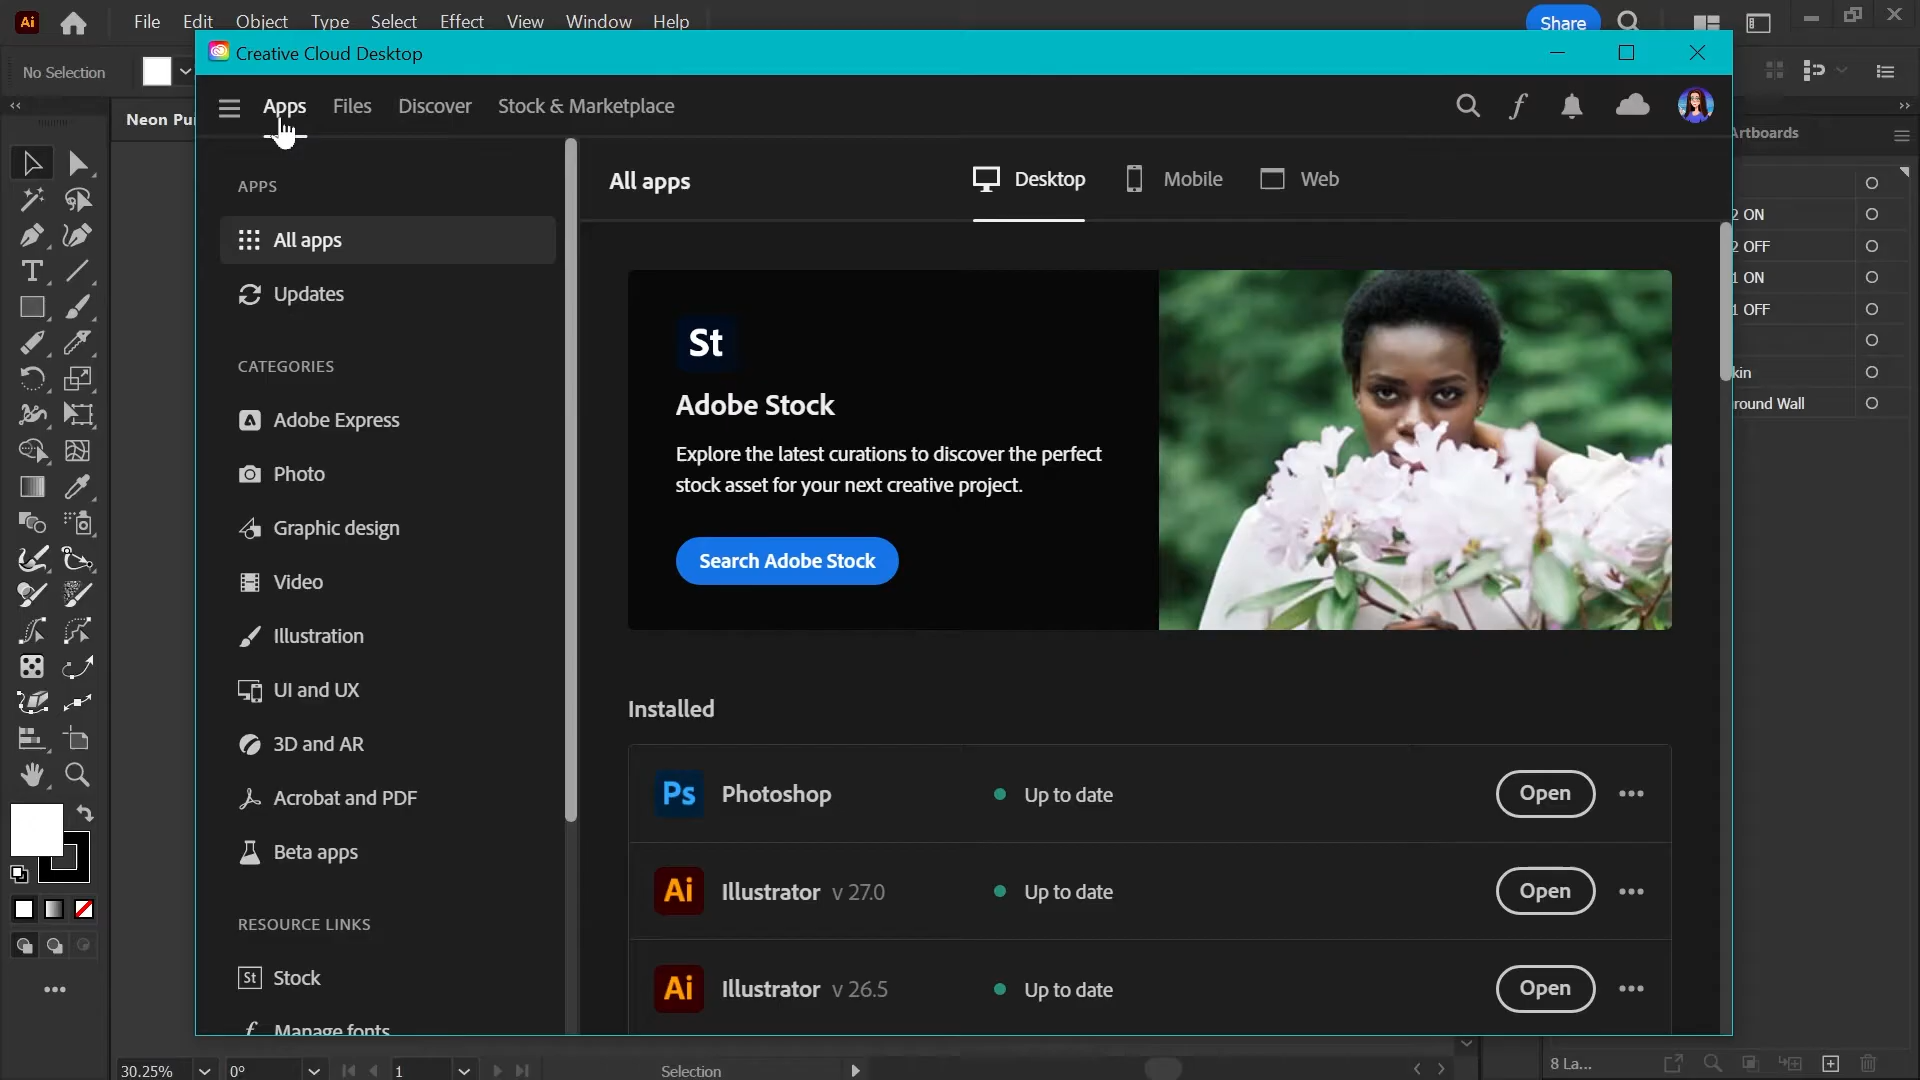 Ai File Edit Object Type Select Effect View Window Help Share
Creative Cloud Desktop
No Selection
Apps Files Discover Stock & Marketplace
Neon Pu
Artboards
APPS
All apps
Updates
CATEGORIES
Adobe Express
Photo
Graphic design
Video
Illustration
UI and UX
3D and AR
Acrobat and PDF
Beta apps
RESOURCE LINKS
St Stock
Manage fonts
All apps Desktop Mobile Web
St
Adobe Stock
Explore the latest curations to discover the perfect
stock asset for your next creative project.
Search Adobe Stock
Installed
Ps Photoshop Up to date Open
Ai Illustrator v 27.0 Up to date Open
Ai Illustrator v 26.5 Up to date Open
2 ON
2 OFF
1 ON
1 OFF
kin
round Wall
30.25% 0° 1 Selection 8 La...